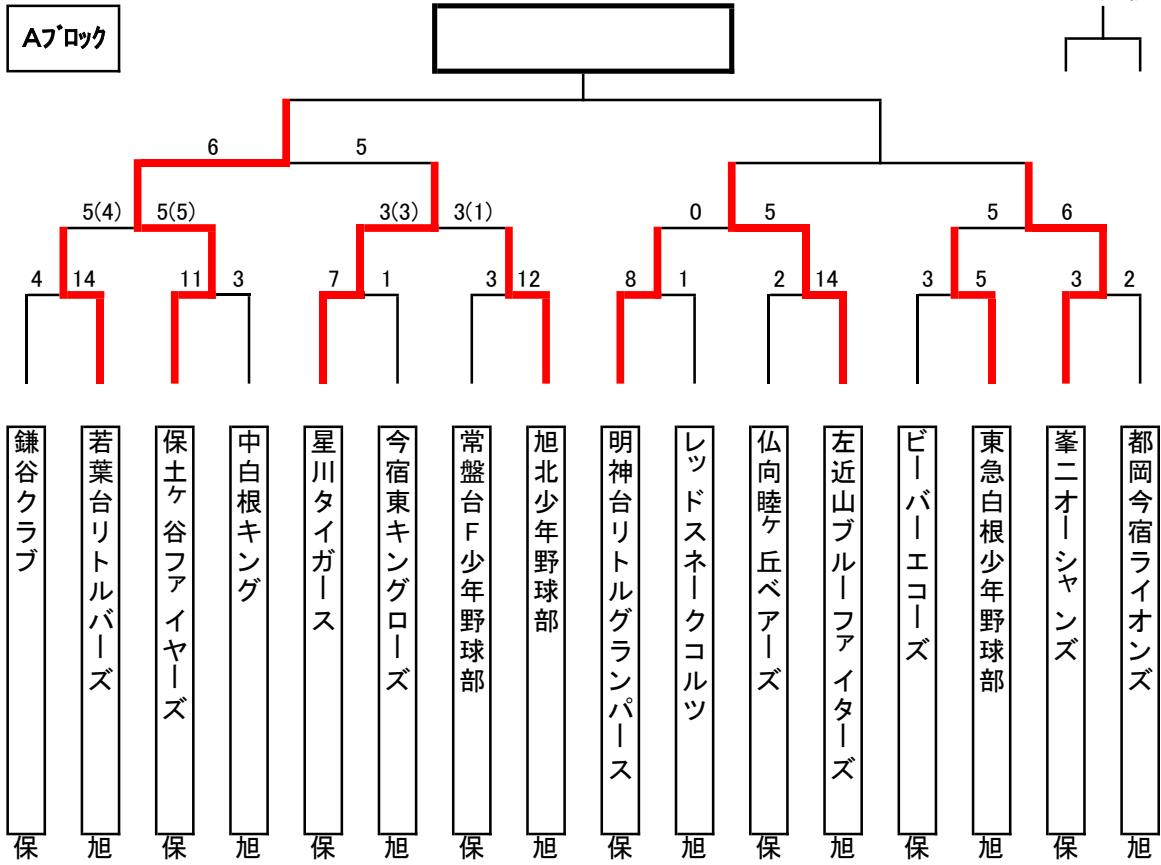 Aブロック
6 5
5(4) 5(5) 3(3) 3(1) 0 5 5 6
4 14 11 3 7 1 3 12 8 1 2 14 3 5 3 2
鎌谷クラブ
若葉台リトルバーズ
保土ヶ谷ファイヤーズ
中白根キング
星川タイガース
今宿東キングローズ
常盤台F少年野球部
旭北少年野球部
明神台リトルグランパース
レッドスネークコルツ
仏向睦ヶ丘ベアーズ
左近山ブルーファイターズ
ビーバーエコーズ
東急白根少年野球部
峯二オーシャンズ
都岡今宿ライオンズ
保 旭 保 旭 保 旭 保 旭 保 旭 保 旭 保 旭 保 旭